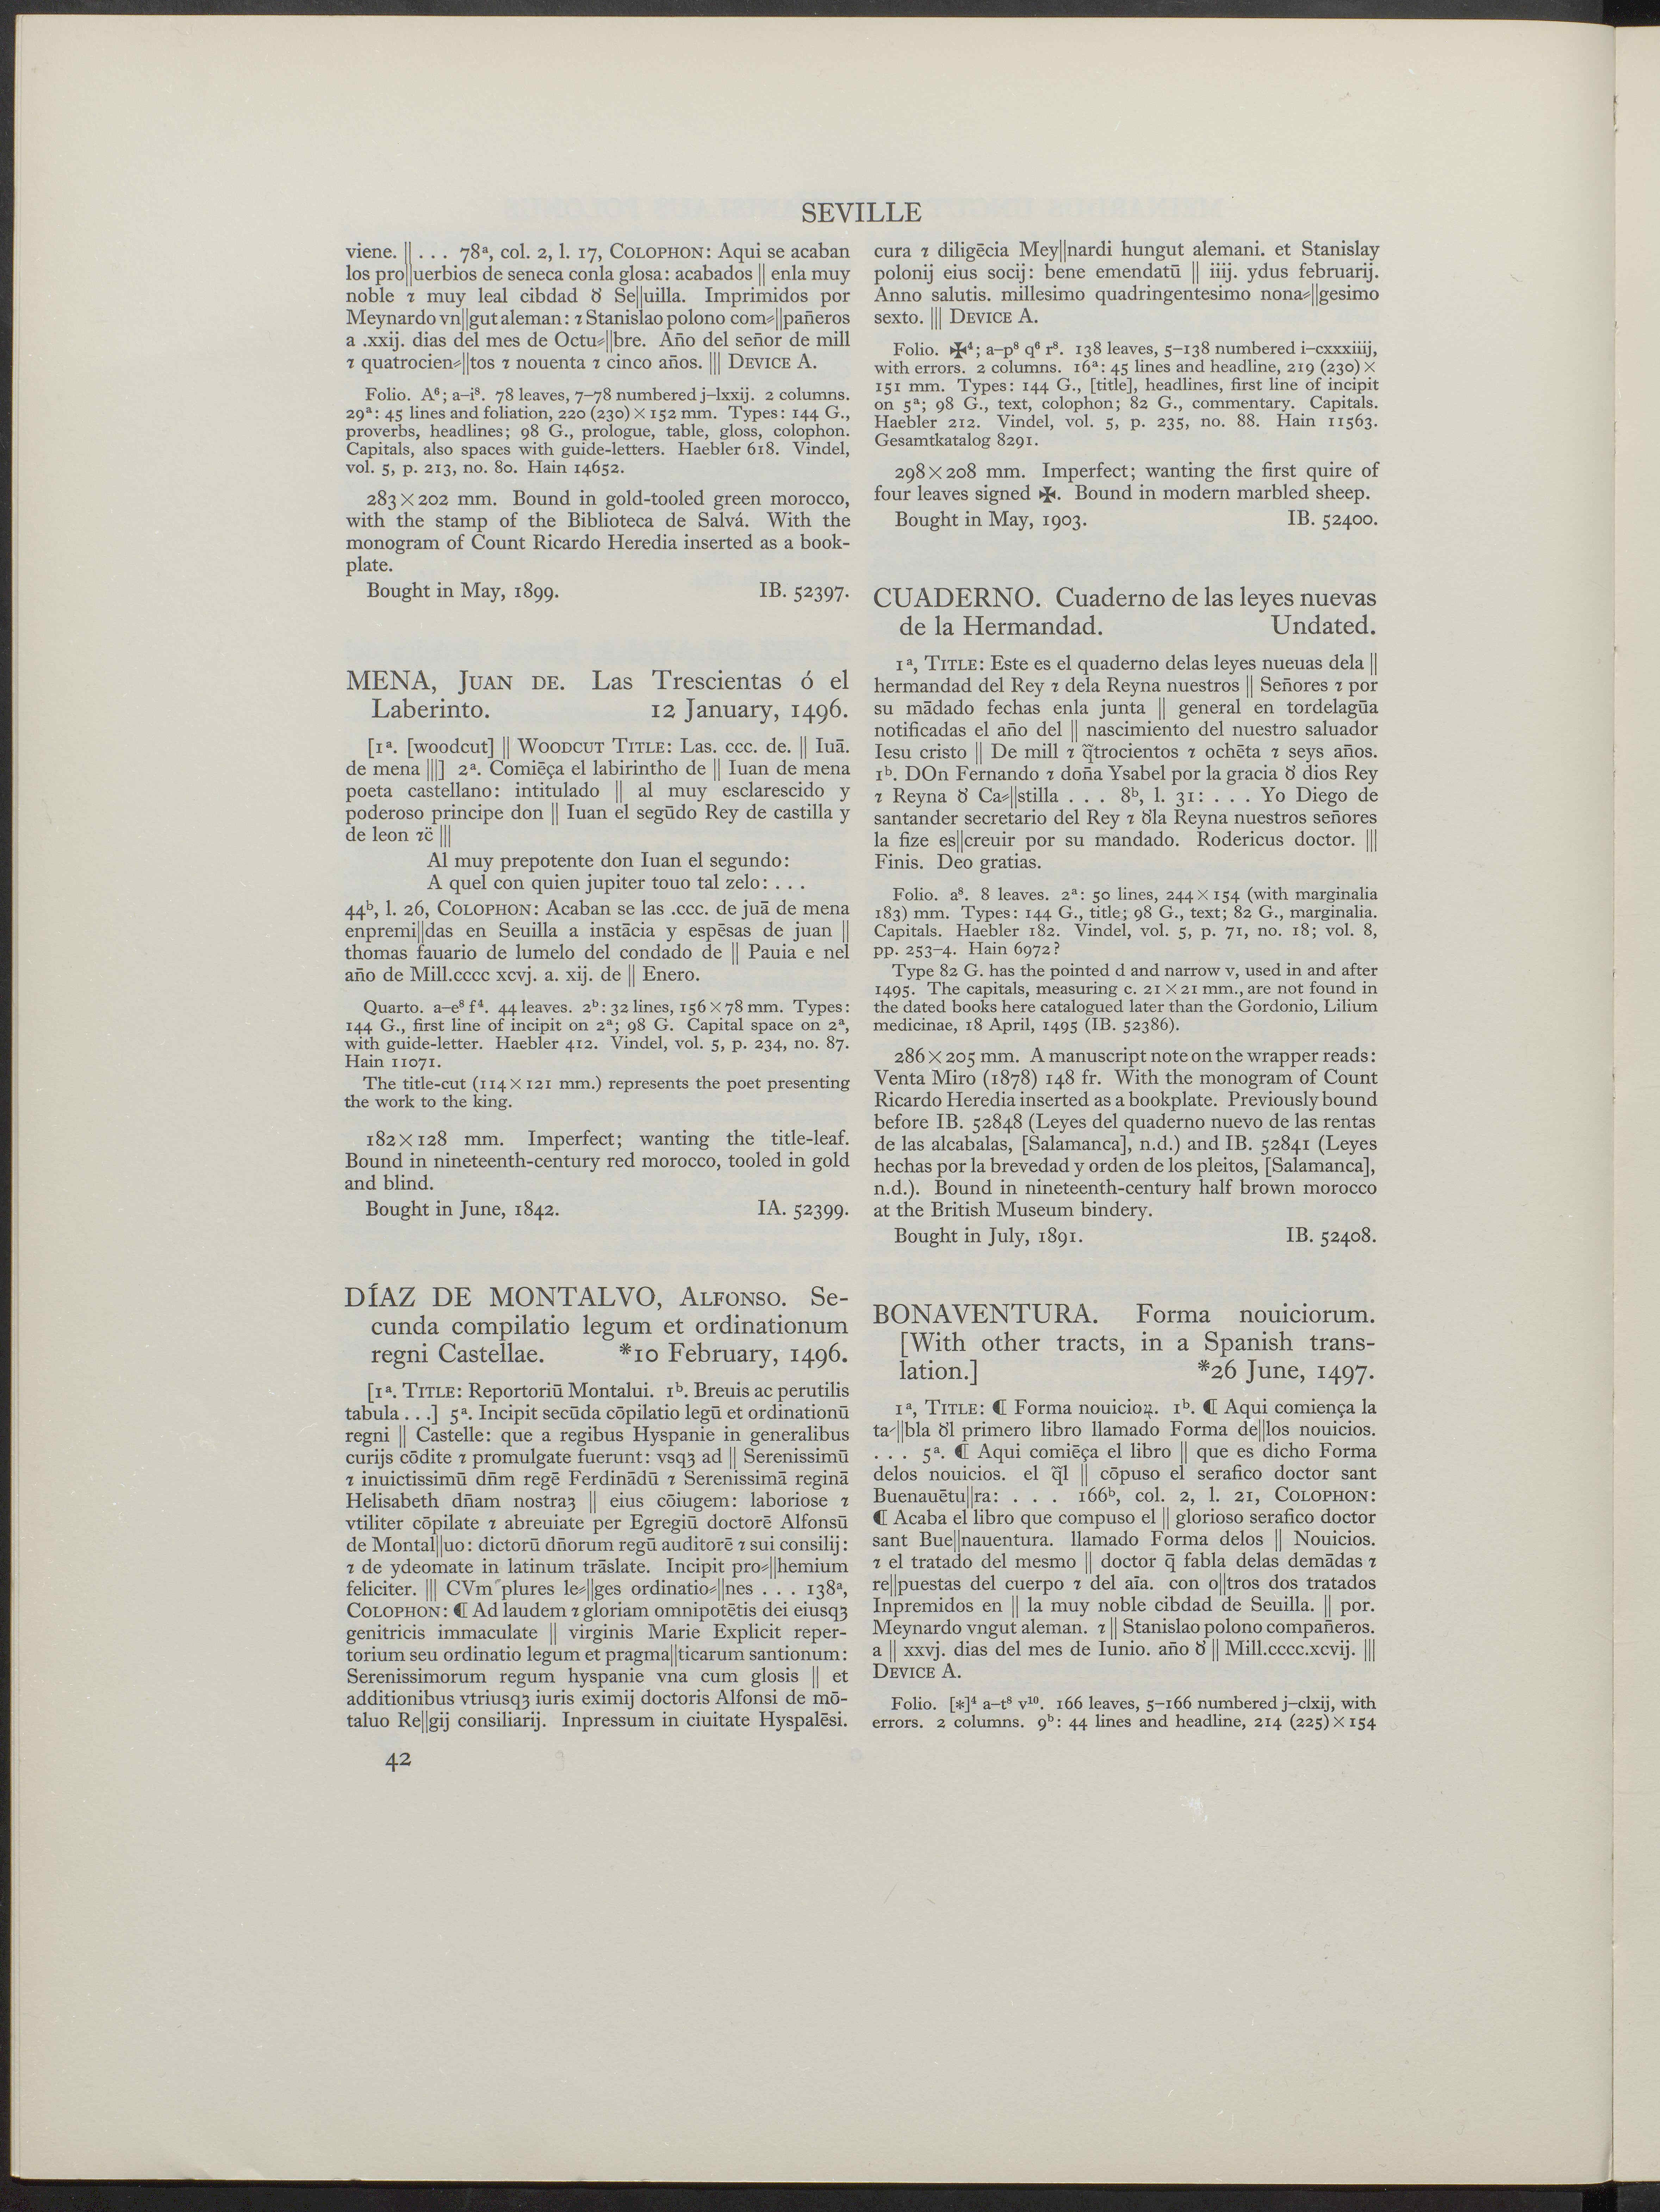 SEVILLE
viene. || . . . 78ª, col. 2, l. 17, COLOPHON: Aqui se acaban
los pro||uerbios de seneca conla glosa: acabados || enla muy
noble ⁊ muy leal cibdad ꝺ̃ Se||uilla. Imprimidos por
Meynardo vn||gut aleman: ⁊ Stanislao polono com⸗||pañeros
a .xxij. dias del mes de Octu⸗||bre. Año del señor de mill
⁊ quatrocien⸗||tos ⁊ nouenta ⁊ cinco años. ||| DEVICE A.
Folio. A⁶; a–i⁸. 78 leaves, 7–78 numbered j–lxxij. 2 columns.
29ª: 45 lines and foliation, 220 (230) × 152 mm. Types: 144 G.,
proverbs, headlines; 98 G., prologue, table, gloss, colophon.
Capitals, also spaces with guide-letters. Haebler 618. Vindel,
vol. 5, p. 213, no. 80. Hain 14652.
283 × 202 mm. Bound in gold-tooled green morocco,
with the stamp of the Biblioteca de Salvá. With the
monogram of Count Ricardo Heredia inserted as a book-
plate.
Bought in May, 1899. IB. 52397.
MENA, JUAN DE. Las Trescientas ó el
Laberinto. 12 January, 1496.
[1ª. [woodcut] || WOODCUT TITLE: Las. ccc. de. || Iuā.
de mena |||] 2ª. Comiēça el labirintho de || Iuan de mena
poeta castellano: intitulado || al muy esclarescido y
poderoso principe don || Iuan el segūdo Rey de castilla y
de leon ⁊c̈ |||
Al muy prepotente don Iuan el segundo:
A quel con quien jupiter touo tal zelo: . . .
44ᵇ, l. 26, COLOPHON: Acaban se las .ccc. de juā de mena
enpremi||das en Seuilla a instācia y espēsas de juan ||
thomas fauario de lumelo del condado de || Pauia e nel
año de Mill.cccc xcvj. a. xij. de || Enero.
Quarto. a–e⁸ f⁴. 44 leaves. 2ᵇ: 32 lines, 156 × 78 mm. Types:
144 G., first line of incipit on 2ª; 98 G. Capital space on 2ª,
with guide-letter. Haebler 412. Vindel, vol. 5, p. 234, no. 87.
Hain 11071.
The title-cut (114 × 121 mm.) represents the poet presenting
the work to the king.
182 × 128 mm. Imperfect; wanting the title-leaf.
Bound in nineteenth-century red morocco, tooled in gold
and blind.
Bought in June, 1842. IA. 52399.
DÍAZ DE MONTALVO, ALFONSO. Se-
cunda compilatio legum et ordinationum
regni Castellae. *10 February, 1496.
[1ª. TITLE: Reportoriū Montalui. 1ᵇ. Breuis ac perutilis
tabula . . .] 5ª. Incipit secūda cōpilatio legū et ordinationū
regni || Castelle: que a regibus Hyspanie in generalibus
curijs cōdite ⁊ promulgate fuerunt: vsqꝫ ad || Serenissimū
⁊ inuictissimū dn̄m regē Ferdinādū ⁊ Serenissimā reginā
Helisabeth dn̄am nostraꝫ || eius cōiugem: laboriose ⁊
vtiliter cōpilate ⁊ abreuiate per Egregiū doctorē Alfonsū
de Montal||uo: dictorū dn̄orum regū auditorē ⁊ sui consilij:
⁊ de ydeomate in latinum trāslate. Incipit pro⸗||hemium
feliciter. ||| CVm plures le⸗||ges ordinatio⸗||nes . . . 138ª,
COLOPHON: ¶ Ad laudem ⁊ gloriam omnipotētis dei eiusqꝫ
genitricis immaculate || virginis Marie Explicit reper-
torium seu ordinatio legum et pragma||ticarum santionum:
Serenissimorum regum hyspanie vna cum glosis || et
additionibus vtriusqꝫ iuris eximij doctoris Alfonsi de mō-
taluo Re||gij consiliarij. Inpressum in ciuitate Hyspalēsi.
42
cura ⁊ diligēcia Mey||nardi hungut alemani. et Stanislay
polonij eius socij: bene emendatū || iiij. ydus februarij.
Anno salutis. millesimo quadringentesimo nona⸗||gesimo
sexto. ||| DEVICE A.
Folio. ✠⁴; a–p⁸ q⁶ r⁸. 138 leaves, 5–138 numbered i–cxxxiiij,
with errors. 2 columns. 16ª: 45 lines and headline, 219 (230) ×
151 mm. Types: 144 G., [title], headlines, first line of incipit
on 5ª; 98 G., text, colophon; 82 G., commentary. Capitals.
Haebler 212. Vindel, vol. 5, p. 235, no. 88. Hain 11563.
Gesamtkatalog 8291.
298 × 208 mm. Imperfect; wanting the first quire of
four leaves signed ✠. Bound in modern marbled sheep.
Bought in May, 1903. IB. 52400.
CUADERNO. Cuaderno de las leyes nuevas
de la Hermandad. Undated.
1ª, TITLE: Este es el quaderno delas leyes nueuas dela ||
hermandad del Rey ⁊ dela Reyna nuestros || Señores ⁊ por
su mādado fechas enla junta || general en tordelagūa
notificadas el año del || nascimiento del nuestro saluador
Iesu cristo || De mill ⁊ q̄trocientos ⁊ ochēta ⁊ seys años.
1ᵇ. DOn Fernando ⁊ doña Ysabel por la gracia ꝺ̃ dios Rey
⁊ Reyna ꝺ̃ Ca⸗||stilla . . . 8ᵇ, l. 31: . . . Yo Diego de
santander secretario del Rey ⁊ ꝺ̃la Reyna nuestros señores
la fize es||creuir por su mandado. Rodericus doctor. |||
Finis. Deo gratias.
Folio. a⁸. 8 leaves. 2ª: 50 lines, 244 × 154 (with marginalia
183) mm. Types: 144 G., title; 98 G., text; 82 G., marginalia.
Capitals. Haebler 182. Vindel, vol. 5, p. 71, no. 18; vol. 8,
pp. 253–4. Hain 6972?
Type 82 G. has the pointed d and narrow v, used in and after
1495. The capitals, measuring c. 21 × 21 mm., are not found in
the dated books here catalogued later than the Gordonio, Lilium
medicinae, 18 April, 1495 (IB. 52386).
286 × 205 mm. A manuscript note on the wrapper reads:
Venta Miro (1878) 148 fr. With the monogram of Count
Ricardo Heredia inserted as a bookplate. Previously bound
before IB. 52848 (Leyes del quaderno nuevo de las rentas
de las alcabalas, [Salamanca], n.d.) and IB. 52841 (Leyes
hechas por la brevedad y orden de los pleitos, [Salamanca],
n.d.). Bound in nineteenth-century half brown morocco
at the British Museum bindery.
Bought in July, 1891. IB. 52408.
BONAVENTURA. Forma nouiciorum.
[With other tracts, in a Spanish trans-
lation.] *26 June, 1497.
1ª, TITLE: ¶ Forma nouicioꝝ. 1ᵇ. ¶ Aqui comiença la
ta⸗||bla ꝺ̃l primero libro llamado Forma de||los nouicios.
. . . 5ª. ¶ Aqui comiēça el libro || que es dicho Forma
delos nouicios. el q̄l || cōpuso el serafico doctor sant
Buenauētu||ra: . . . 166ᵇ, col. 2, l. 21, COLOPHON:
¶ Acaba el libro que compuso el || glorioso serafico doctor
sant Bue||nauentura. llamado Forma delos || Nouicios.
⁊ el tratado del mesmo || doctor q̄ fabla delas demādas ⁊
re||puestas del cuerpo ⁊ del aīa. con o||tros dos tratados
Inpremidos en || la muy noble cibdad de Seuilla. || por.
Meynardo vngut aleman. ⁊ || Stanislao polono compañeros.
a || xxvj. dias del mes de Iunio. año ꝺ̃ || Mill.cccc.xcvij. |||
DEVICE A.
Folio. [*]⁴ a–t⁸ v¹⁰. 166 leaves, 5–166 numbered j–clxij, with
errors. 2 columns. 9ᵇ: 44 lines and headline, 214 (225) × 154